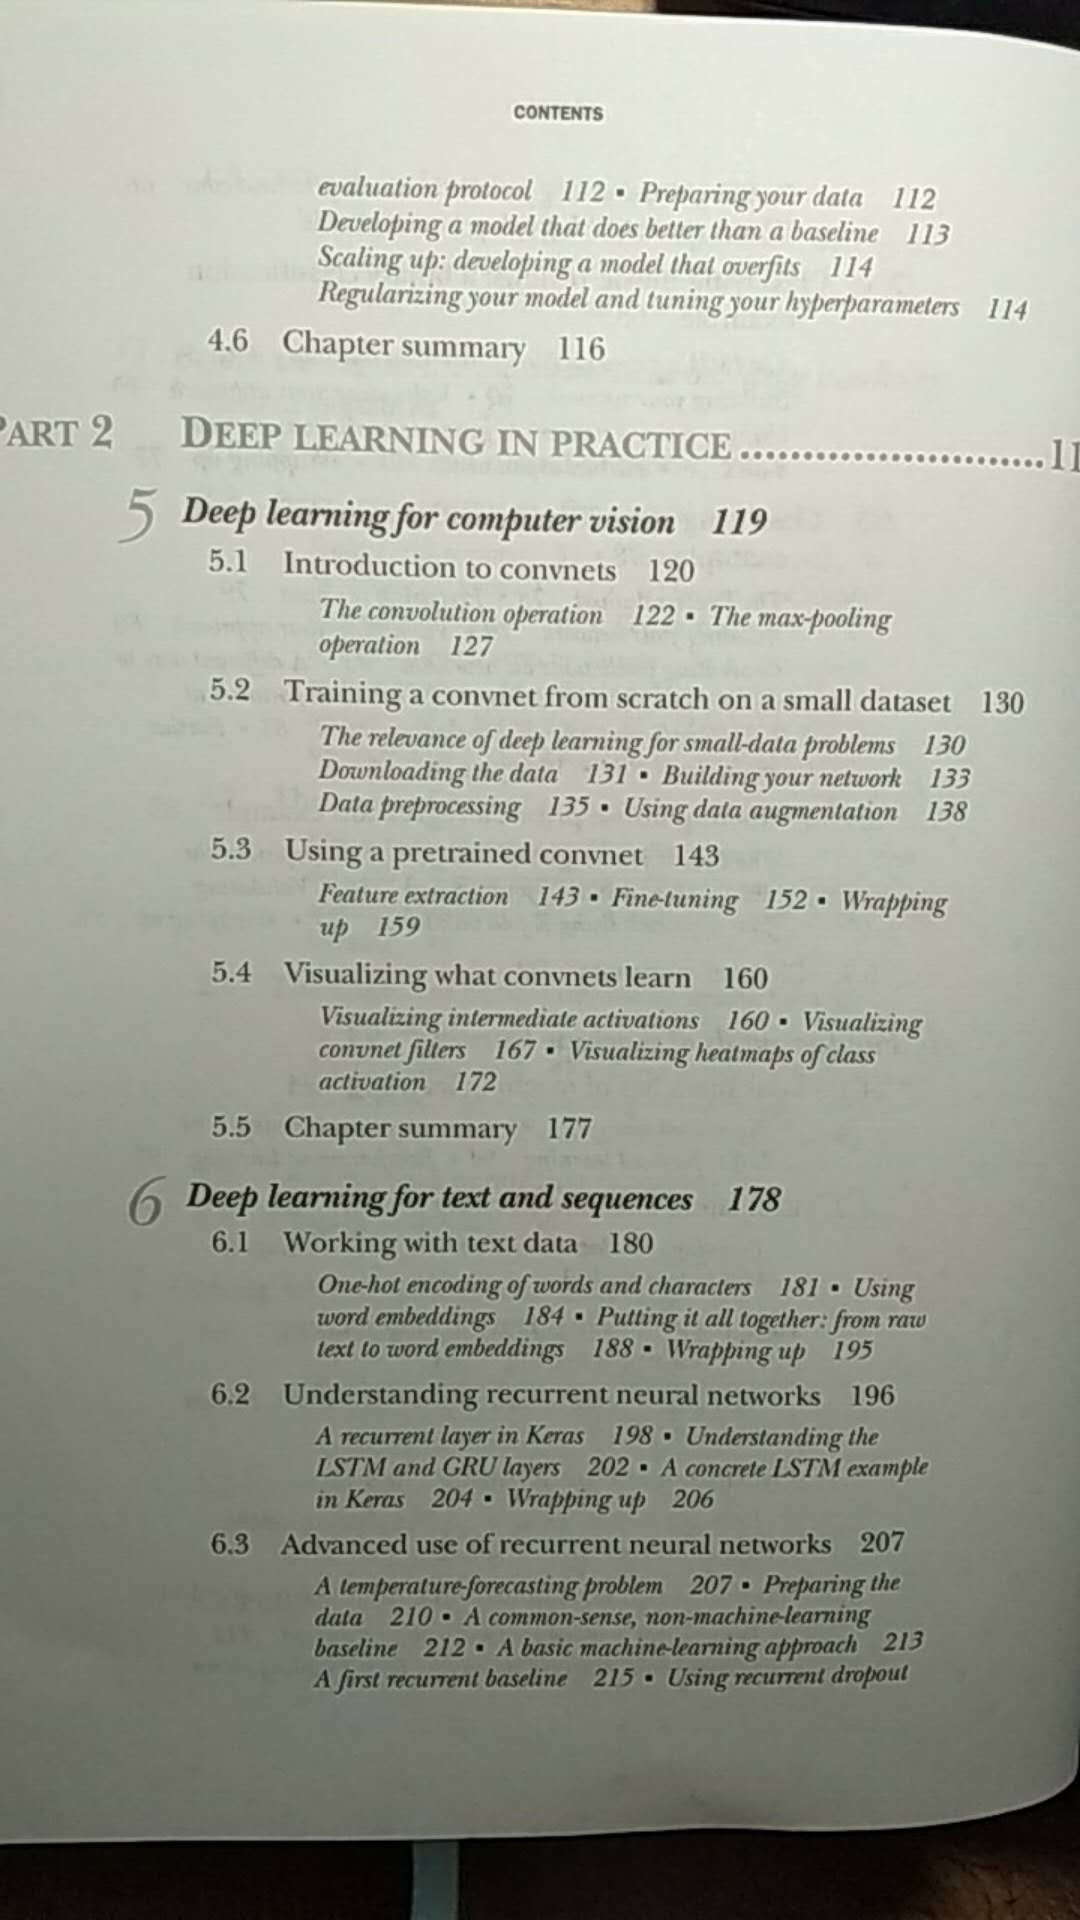 CONTENTS
evaluation protocol 112 ▪ Preparing your data 112
Developing a model that does better than a baseline 113
Scaling up: developing a model that overfits 114
Regularizing your model and tuning your hyperparameters 114
4.6 Chapter summary 116
PART 2 DEEP LEARNING IN PRACTICE ........................11
5 Deep learning for computer vision 119
5.1 Introduction to convnets 120
The convolution operation 122 ▪ The max-pooling
operation 127
5.2 Training a convnet from scratch on a small dataset 130
The relevance of deep learning for small-data problems 130
Downloading the data 131 ▪ Building your network 133
Data preprocessing 135 ▪ Using data augmentation 138
5.3 Using a pretrained convnet 143
Feature extraction 143 ▪ Fine-tuning 152 ▪ Wrapping
up 159
5.4 Visualizing what convnets learn 160
Visualizing intermediate activations 160 ▪ Visualizing
convnet filters 167 ▪ Visualizing heatmaps of class
activation 172
5.5 Chapter summary 177
6 Deep learning for text and sequences 178
6.1 Working with text data 180
One-hot encoding of words and characters 181 ▪ Using
word embeddings 184 ▪ Putting it all together: from raw
text to word embeddings 188 ▪ Wrapping up 195
6.2 Understanding recurrent neural networks 196
A recurrent layer in Keras 198 ▪ Understanding the
LSTM and GRU layers 202 ▪ A concrete LSTM example
in Keras 204 ▪ Wrapping up 206
6.3 Advanced use of recurrent neural networks 207
A temperature-forecasting problem 207 ▪ Preparing the
data 210 ▪ A common-sense, non-machine-learning
baseline 212 ▪ A basic machine-learning approach 213
A first recurrent baseline 215 ▪ Using recurrent dropout